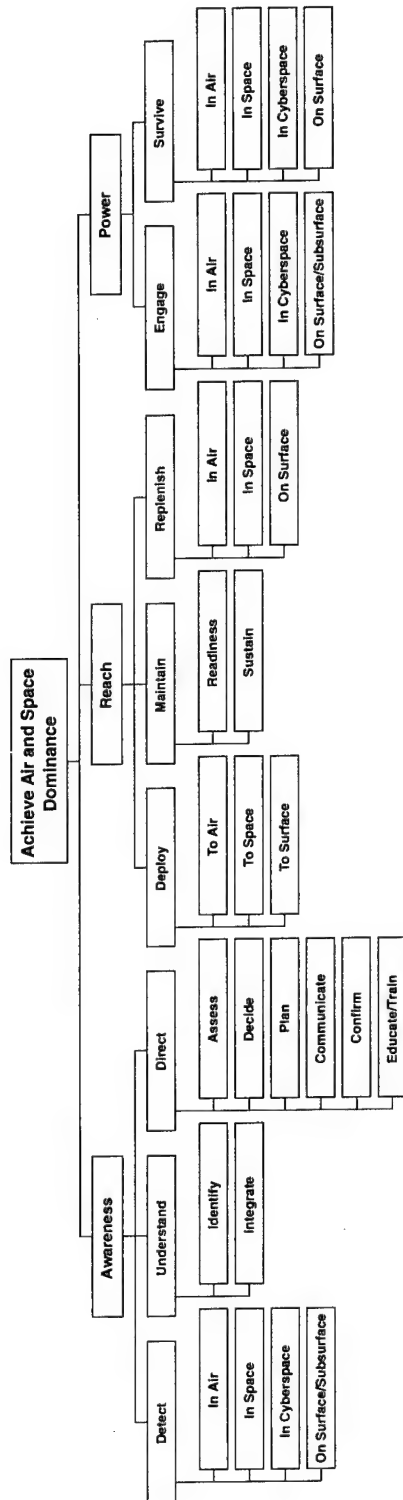 Achieve Air and Space
Dominance
Awareness
Reach
Power
Detect
Understand
Direct
Deploy
Maintain
Replenish
Engage
Survive
In Air
In Space
In Cyberspace
On Surface/Subsurface
Identify
Integrate
Assess
Decide
Plan
Communicate
Confirm
Educate/Train
To Air
To Space
To Surface
Readiness
Sustain
In Air
In Space
On Surface
In Air
In Space
In Cyberspace
On Surface/Subsurface
In Air
In Space
In Cyberspace
On Surface